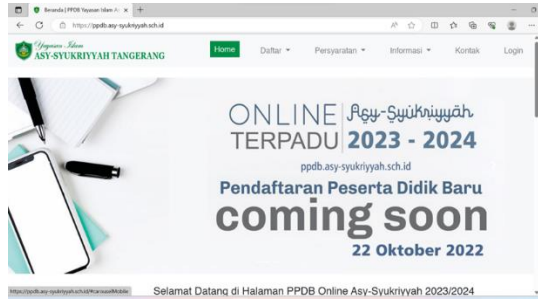 Beranda | PPDB Yayasan Islam A
https://ppdb.asy-syukriyyah.sch.id
Yayasan Islam
ASY-SYUKRIYYAH TANGERANG
Home
Daftar
Persyaratan
Informasi
Kontak
Login
ONLINE
TERPADU
Asy-Syukriyyah
2023 - 2024
ppdb.asy-syukriyyah.sch.id
Pendaftaran Peserta Didik Baru
coming soon
22 Oktober 2022
https://ppdb.asy-syukriyyah.sch.id/#carouselMobile
Selamat Datang di Halaman PPDB Online Asy-Syukriyyah 2023/2024